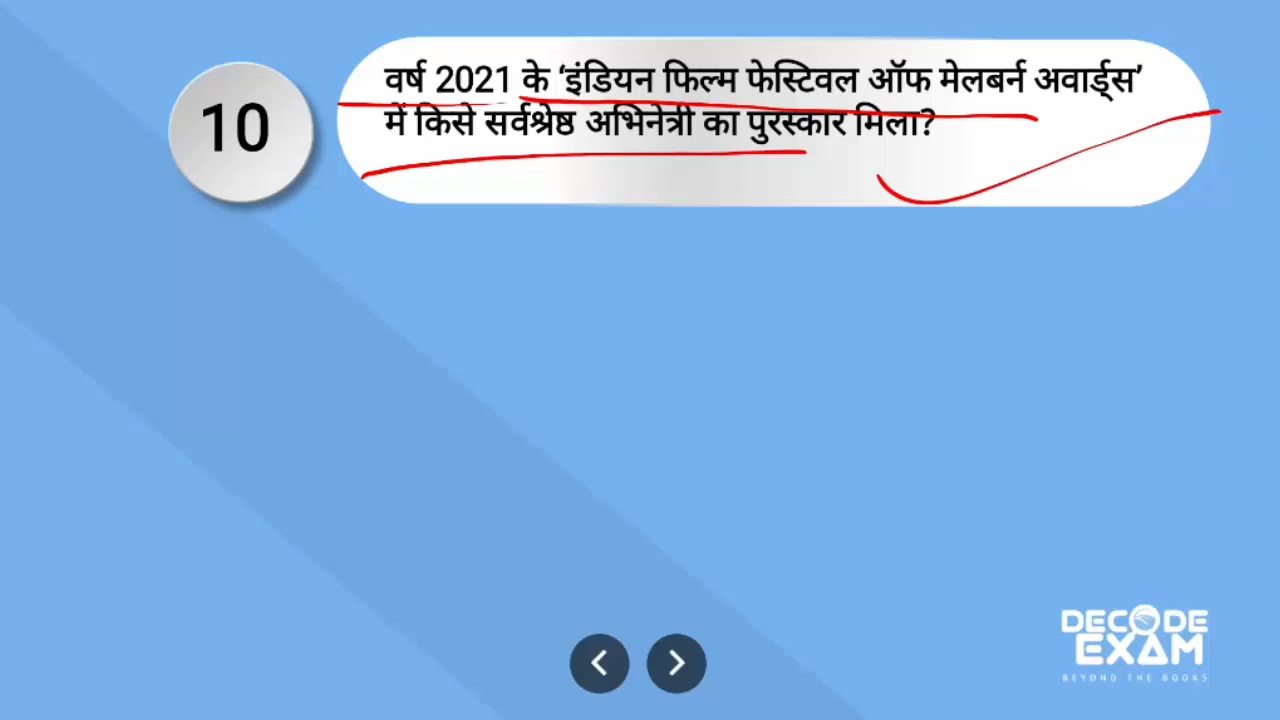 10
वर्ष 2021 के ‘इंडियन फिल्म फेस्टिवल ऑफ मेलबर्न अवार्ड्स’
में किसे सर्वश्रेष्ठ अभिनेत्री का पुरस्कार मिला?
DECODE
EXAM
BEYOND THE BOOKS